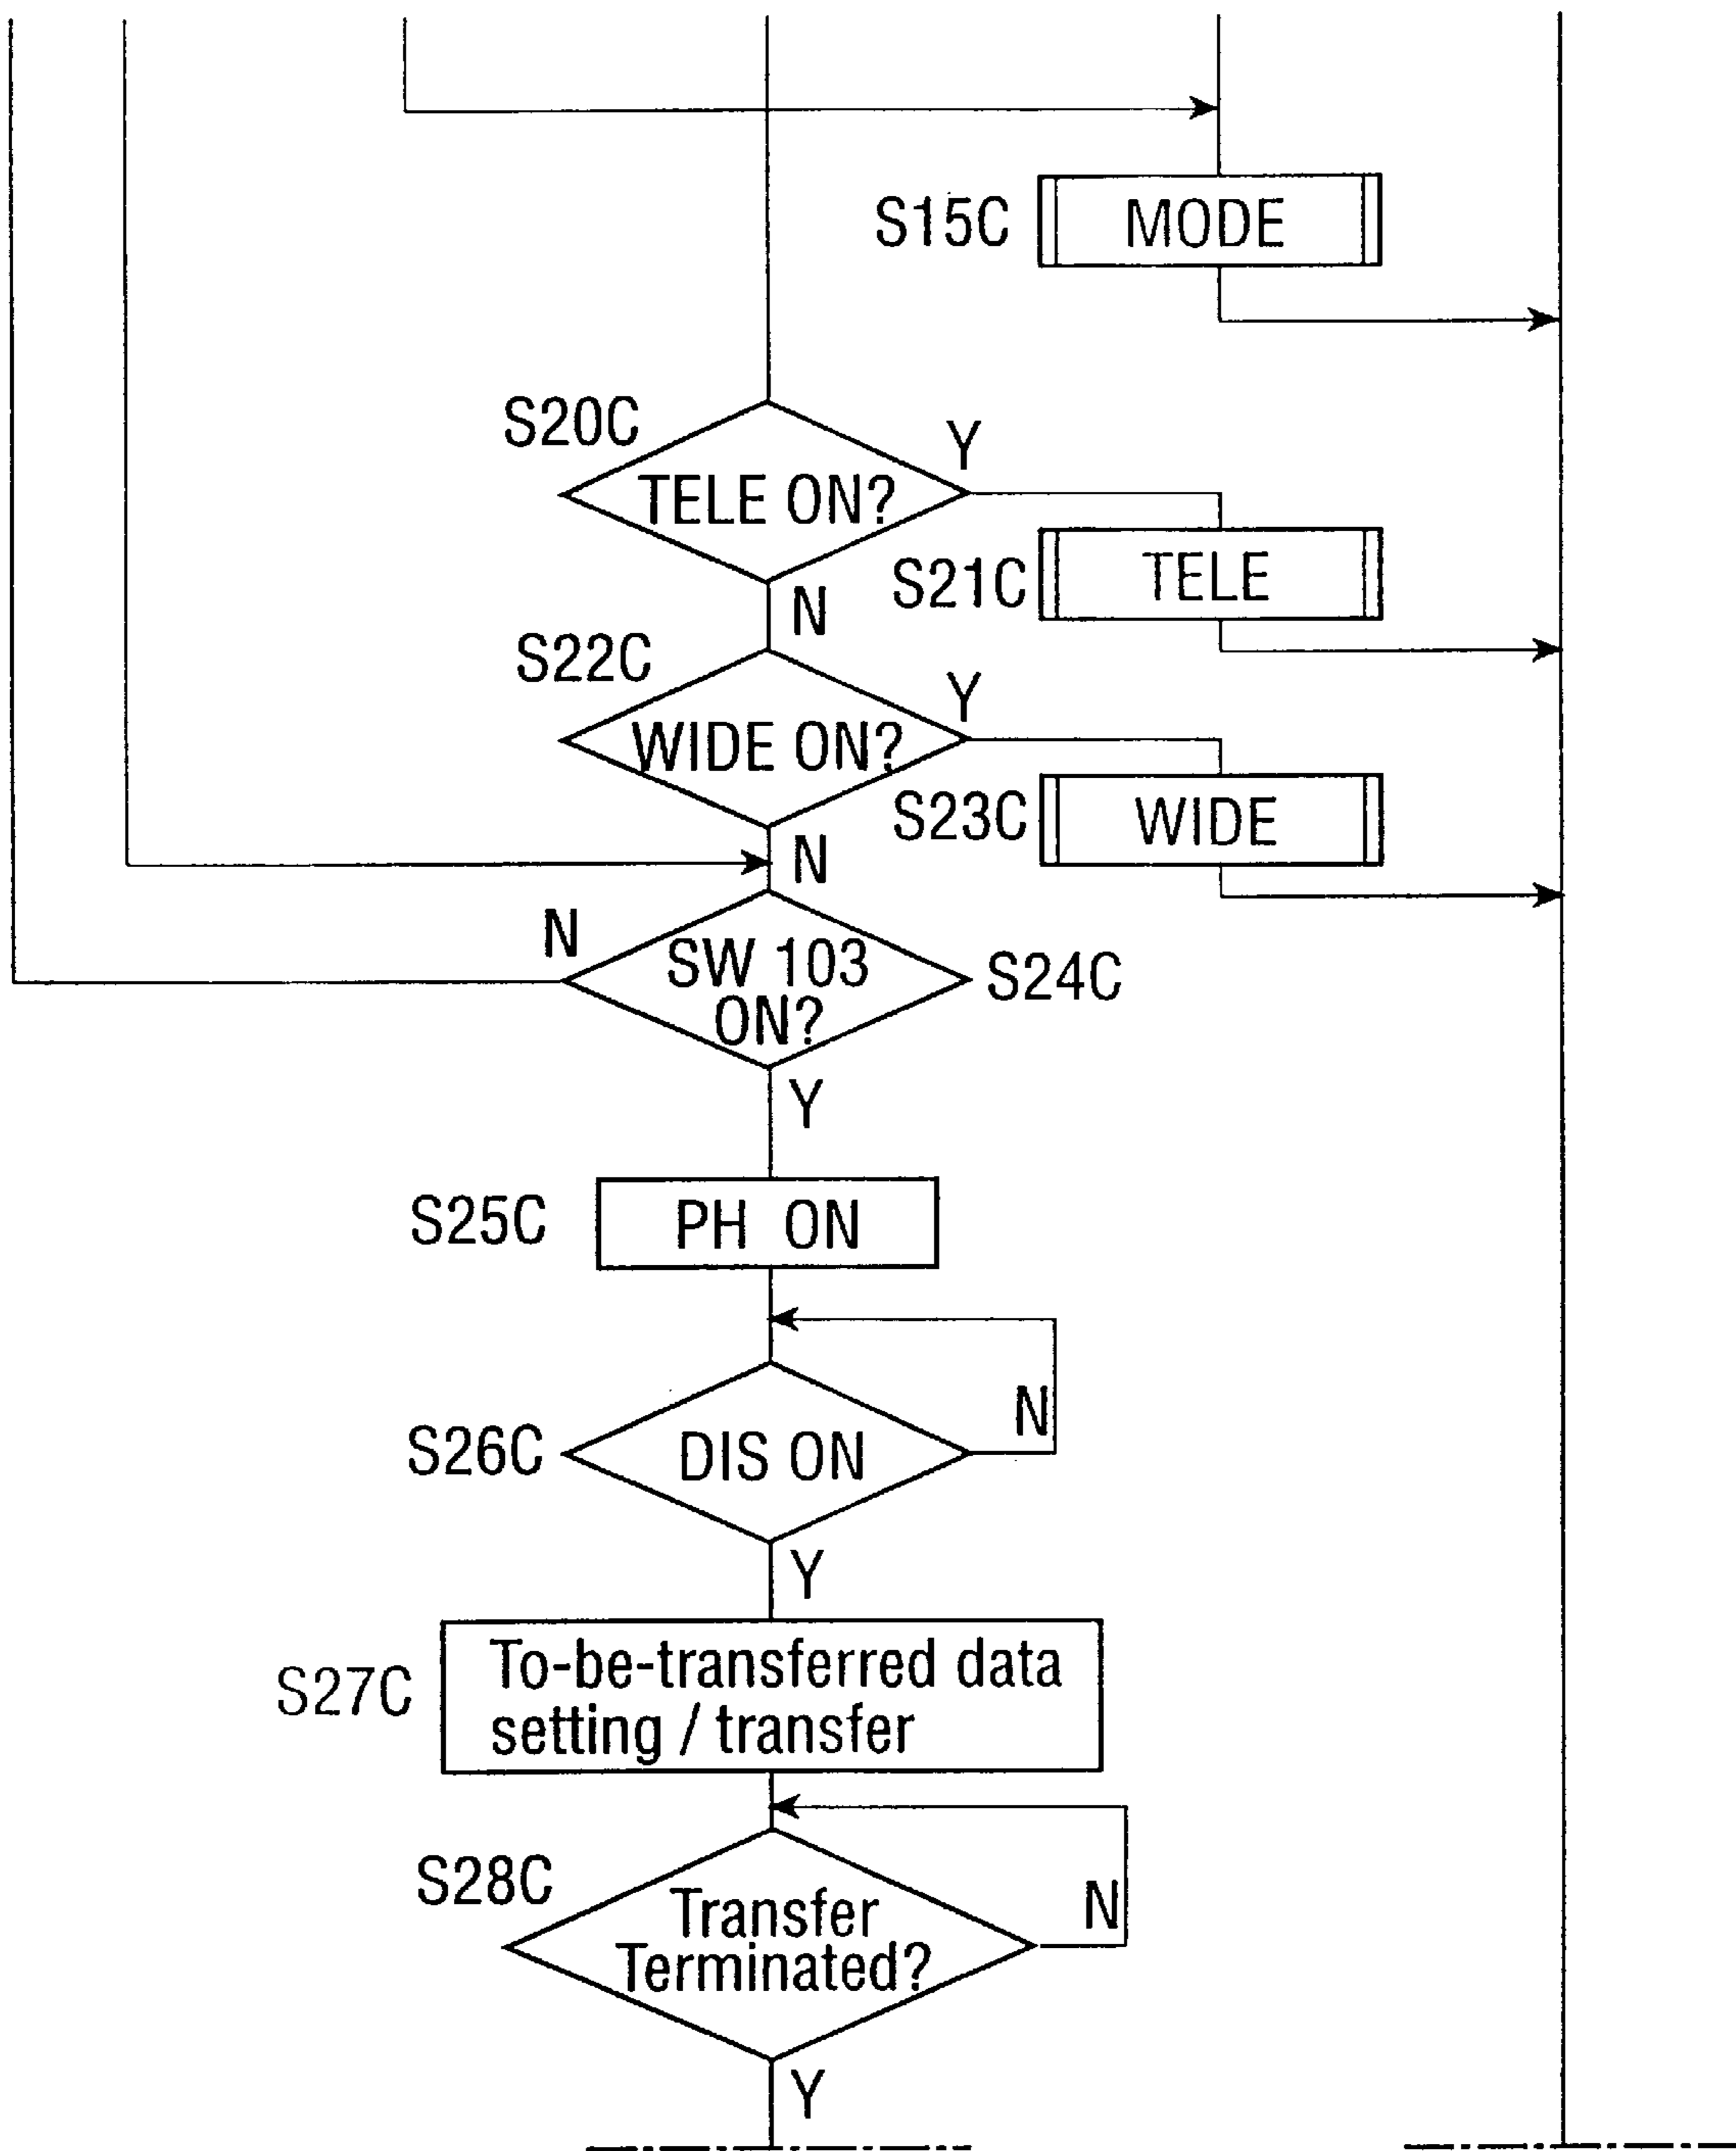 S15C
MODE
S20C
Y
TELE ON?
S21C
TELE
N
S22C
Y
WIDE ON?
S23C
WIDE
N
N
SW 103
ON?
S24C
Y
S25C
PH ON
N
S26C
DIS ON
Y
S27C
To-be-transferred data
setting / transfer
S28C
N
Transfer
Terminated?
Y